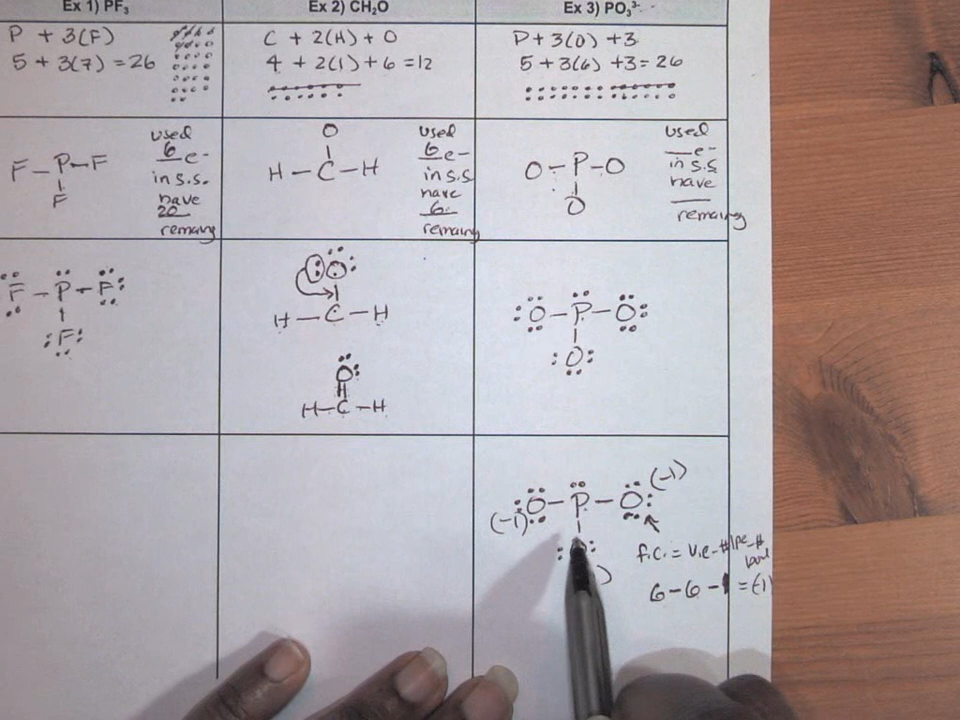 Ex 1) PF₃
Ex 2) CH₂O
Ex 3) PO₃³⁻
P + 3(F)
5 + 3(7) = 26
C + 2(H) + O
4 + 2(1) + 6 = 12
P + 3(O) + 3
5 + 3(6) + 3 = 26
F – P – F
F
used
6 e-
in s.s.
have
20
remaing
O
H – C – H
used
6 e-
in s.s
have
6
remaing
O – P – O
O
used
e-
in s.s
have
remaing
F – P – F
F
O
H – C – H
O
H – C – H
O – P – O
O
(-1)
O – P – O
(-1)
f.c. = v.e - # lpe - #
6 - 6 - 1 = (-1)